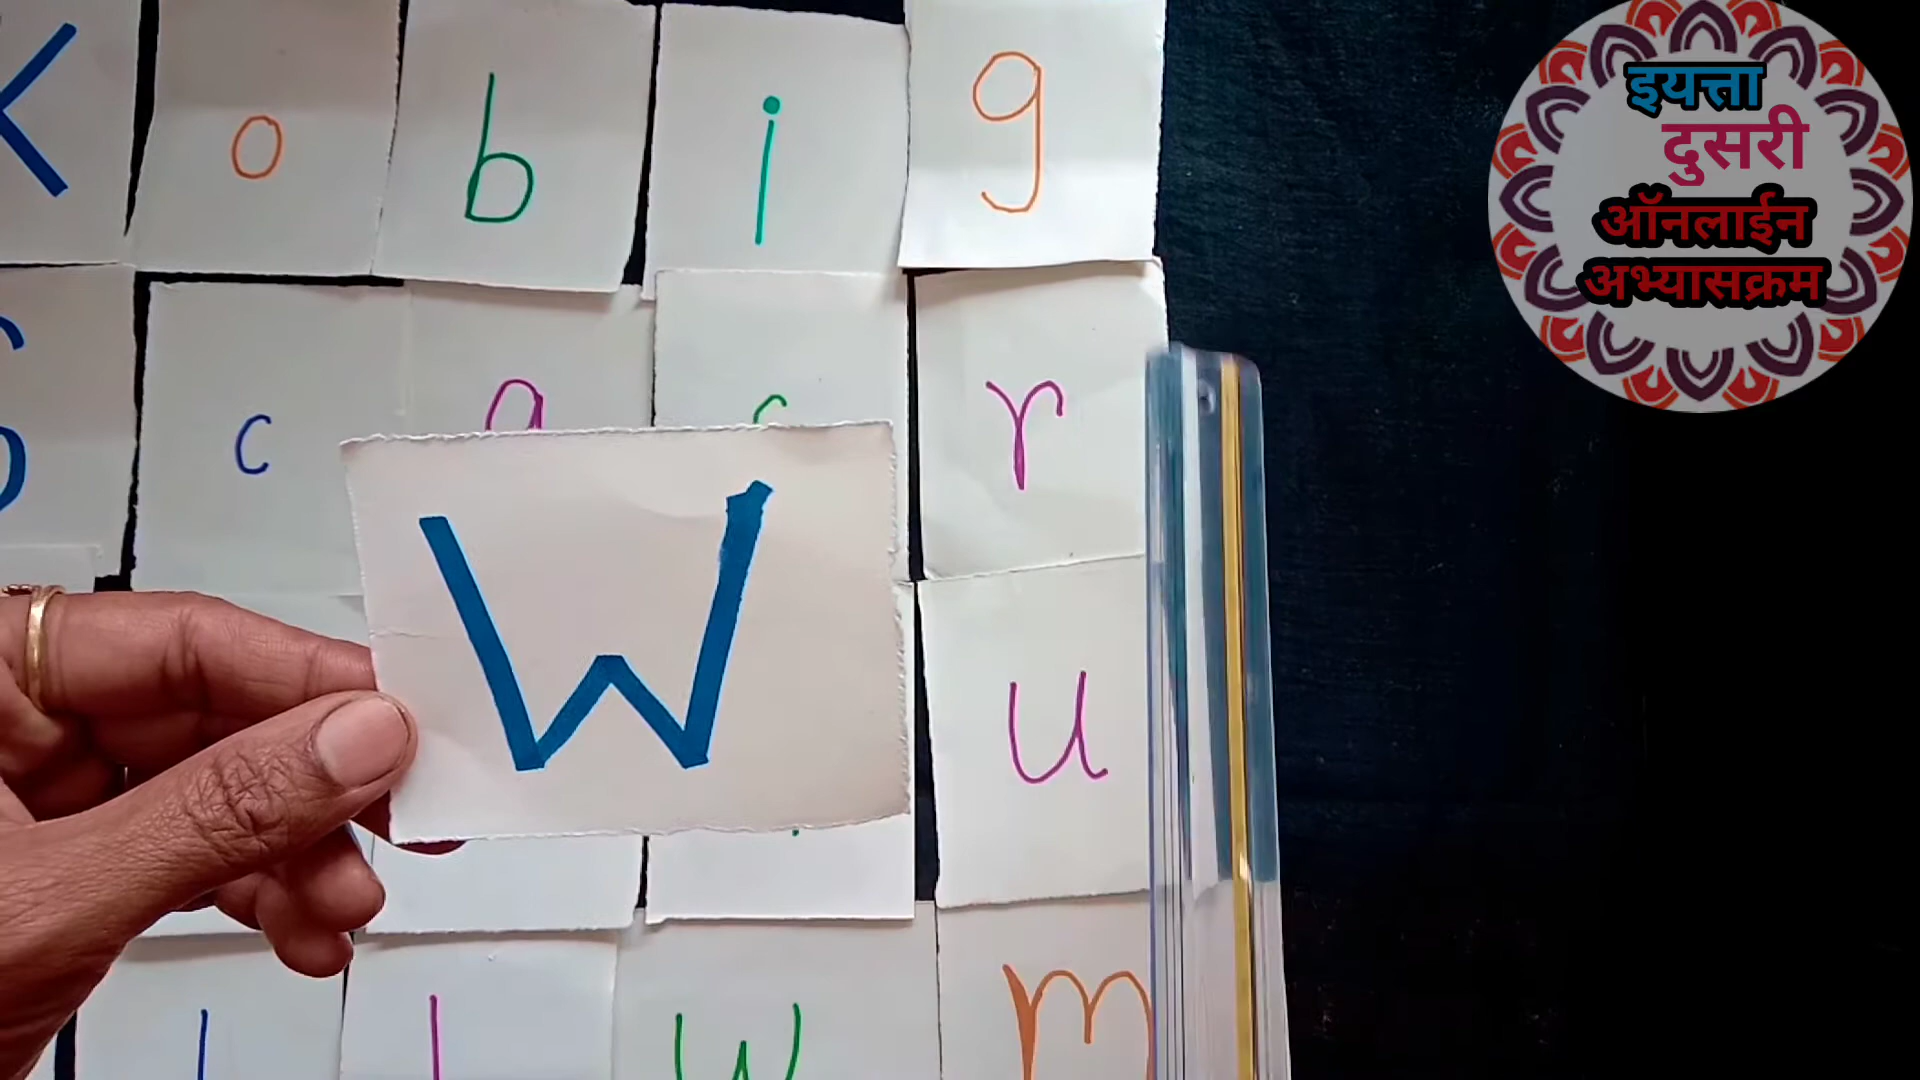 K o b i g
c a r
W
u
w m
इयत्ता
दुसरी
ऑनलाईन
अभ्यासक्रम